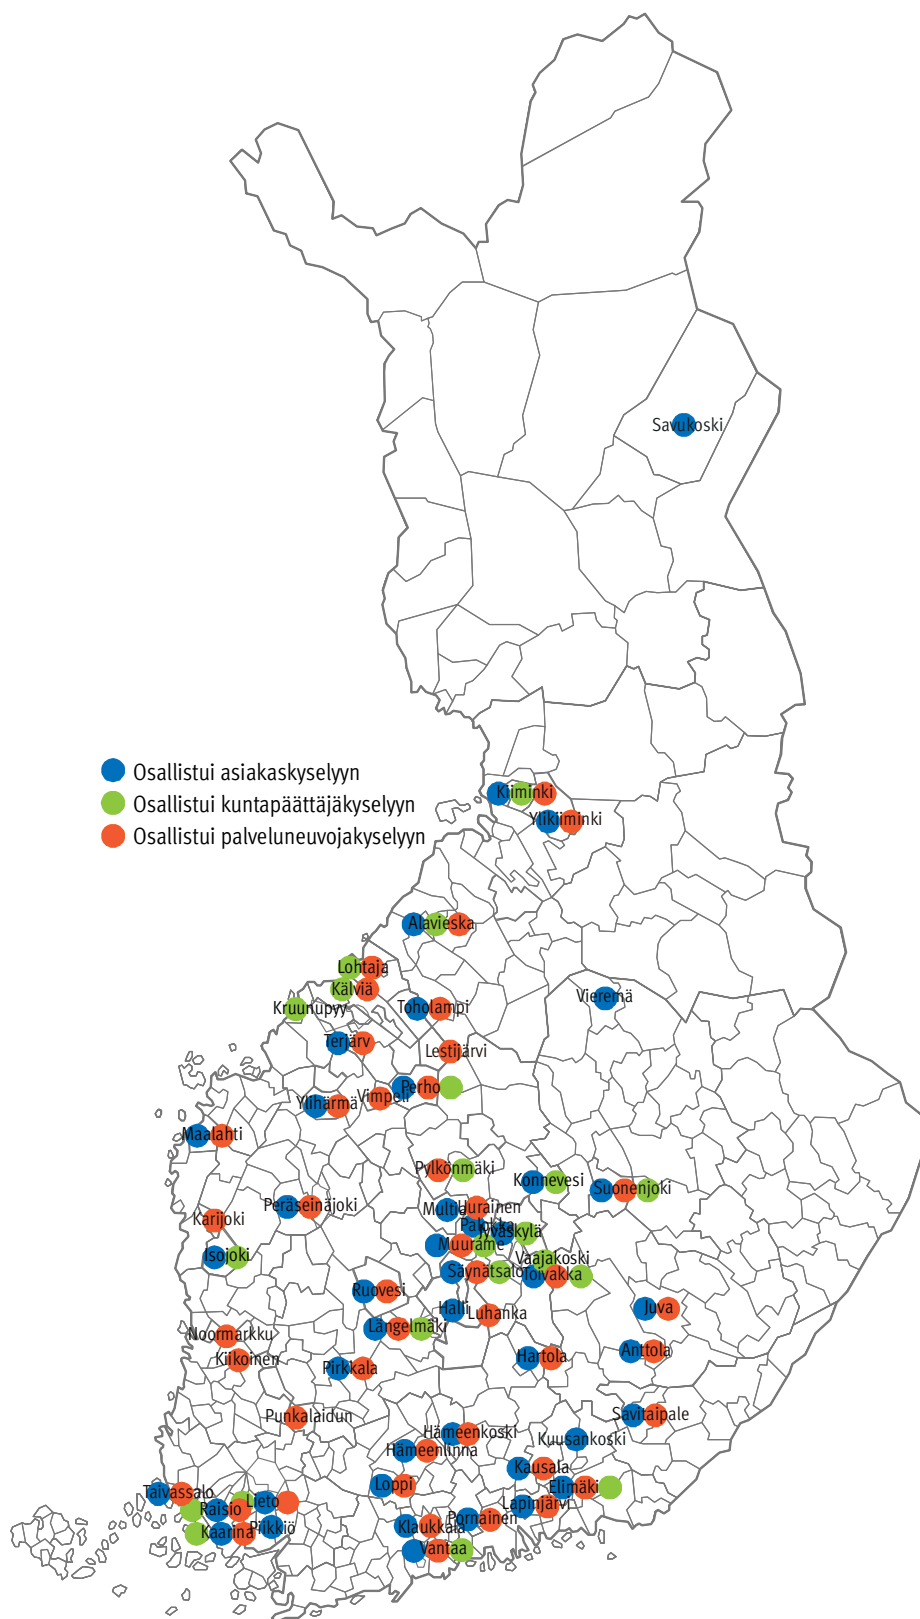 Savukoski
Osallistui asiakaskyselyyn
Osallistui kuntapäättäjäkyselyyn
Osallistui palveluneuvojakyselyyn
Kiiminki
Ylikiiminki
Alavieska
Lohtaja
Kälviä
Vieremä
Kruunupyy
Toholampi
Terjärv
Lestijärvi
Perho
Vimpeli
Ylihärmä
Maalahti
Pylkönmäki
Konnevesi
Suonenjoki
Peräseinäjoki
Multia
Uurainen
Karijoki
Palokka
Jyväskylä
Muurame
Isojoki
Vaajakoski
Säynätsalo
Toivakka
Ruovesi
Halli
Luhanka
Juva
Längelmäki
Noormarkku
Kiikoinen
Pirkkala
Hartola
Anttola
Punkalaidun
Savitaipale
Hämeenkoski
Kuusankoski
Hämeenlinna
Kausala
Loppi
Elimäki
Taivassalo
Raisio
Lieto
Lapinjärvi
Pornainen
Kaarina
Piikkiö
Klaukkala
Vantaa